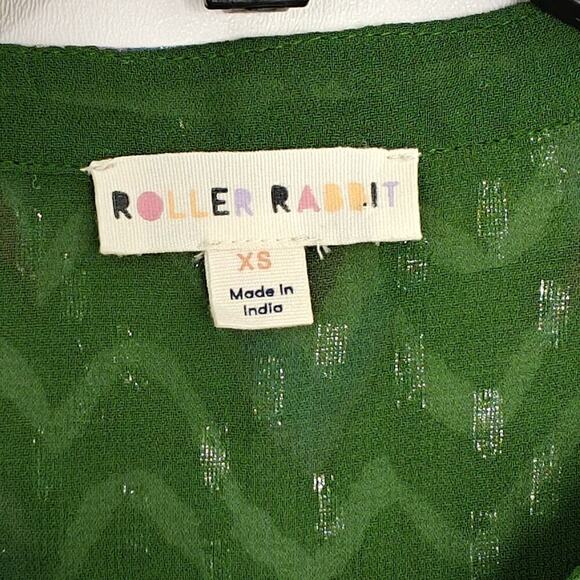 ROLLER RABBIT
XS
Made in
India